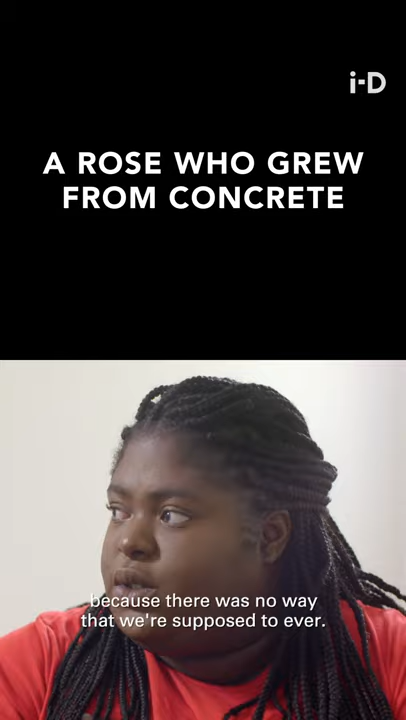 i-D
A ROSE WHO GREW
FROM CONCRETE
because there was no way
that we're supposed to ever.